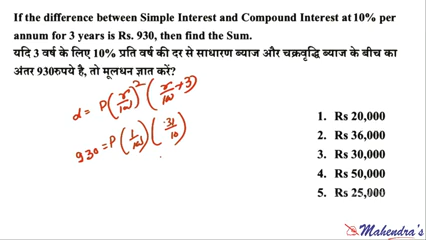 If the difference between Simple Interest and Compound Interest at 10% per
annum for 3 years is Rs. 930, then find the Sum.
यदि 3 वर्ष के लिए 10% प्रति वर्ष की दर से साधारण ब्याज और चक्रवृद्धि ब्याज के बीच का
अंतर 930रुपये है, तो मूलधन ज्ञात करें?
d = P(r/100)²(r/100+3)
930 = P(1/100)(31/10)
1. Rs 20,000
2. Rs 36,000
3. Rs 30,000
4. Rs 50,000
5. Rs 25,000
Mahendra's